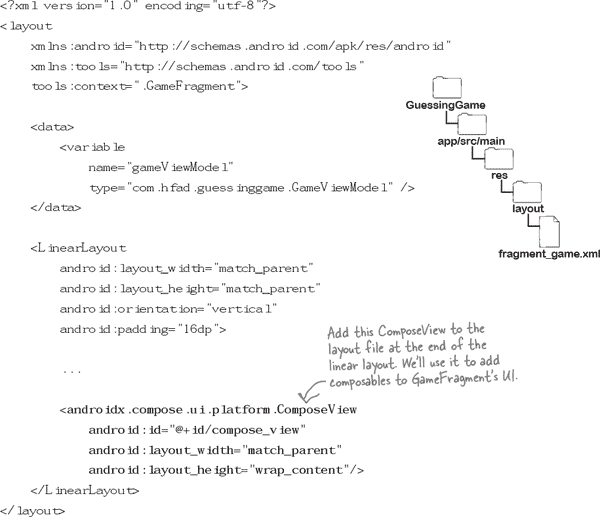 <?xml version="1.0" encoding="utf-8"?>
<layout
xmlns:android="http://schemas.android.com/apk/res/android"
xmlns:tools="http://schemas.android.com/tools"
tools:context=".GameFragment">
<data>
<variable
name="gameViewModel"
type="com.hfad.guessinggame.GameViewModel" />
</data>
<LinearLayout
android:layout_width="match_parent"
android:layout_height="match_parent"
android:orientation="vertical"
android:padding="16dp">
...
<androidx.compose.ui.platform.ComposeView
android:id="@+id/compose_view"
android:layout_width="match_parent"
android:layout_height="wrap_content"/>
</LinearLayout>
</layout>
GuessingGame
app/src/main
res
layout
fragment_game.xml
Add this ComposeView to the
layout file at the end of the
linear layout. We'll use it to add
composables to GameFragment's UI.